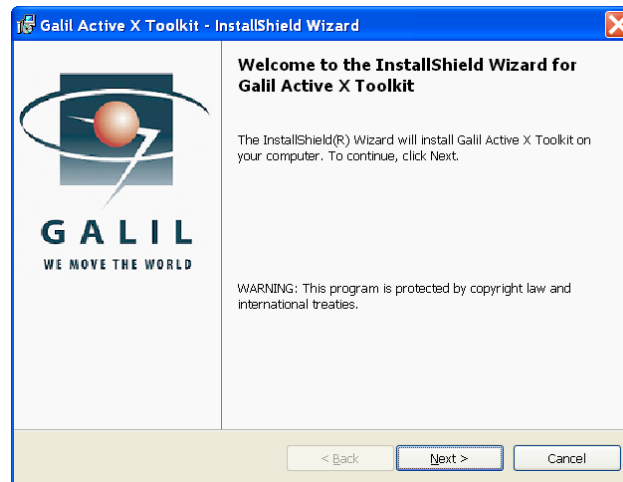 Galil Active X Toolkit - InstallShield Wizard
Welcome to the InstallShield Wizard for
Galil Active X Toolkit
The InstallShield(R) Wizard will install Galil Active X Toolkit on
your computer. To continue, click Next.
GALIL
WE MOVE THE WORLD
WARNING: This program is protected by copyright law and
international treaties.
< Back
Next >
Cancel